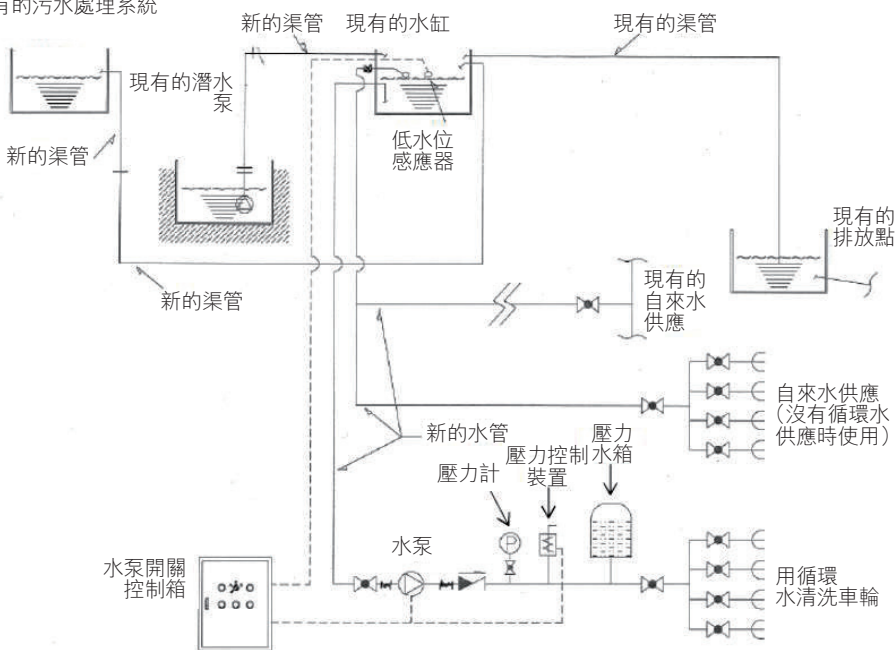 有的污水處理系統
新的渠管
現有的水缸
現有的渠管
現有的潛水
泵
新的渠管
低水位
感應器
現有的
排放點
新的渠管
現有的
自來水
供應
自來水供應
(沒有循環水
供應時使用)
新的水管
壓力計
壓力控制
裝置
壓力
水箱
P
水泵
水泵開關
控制箱
用循環
水清洗車輪